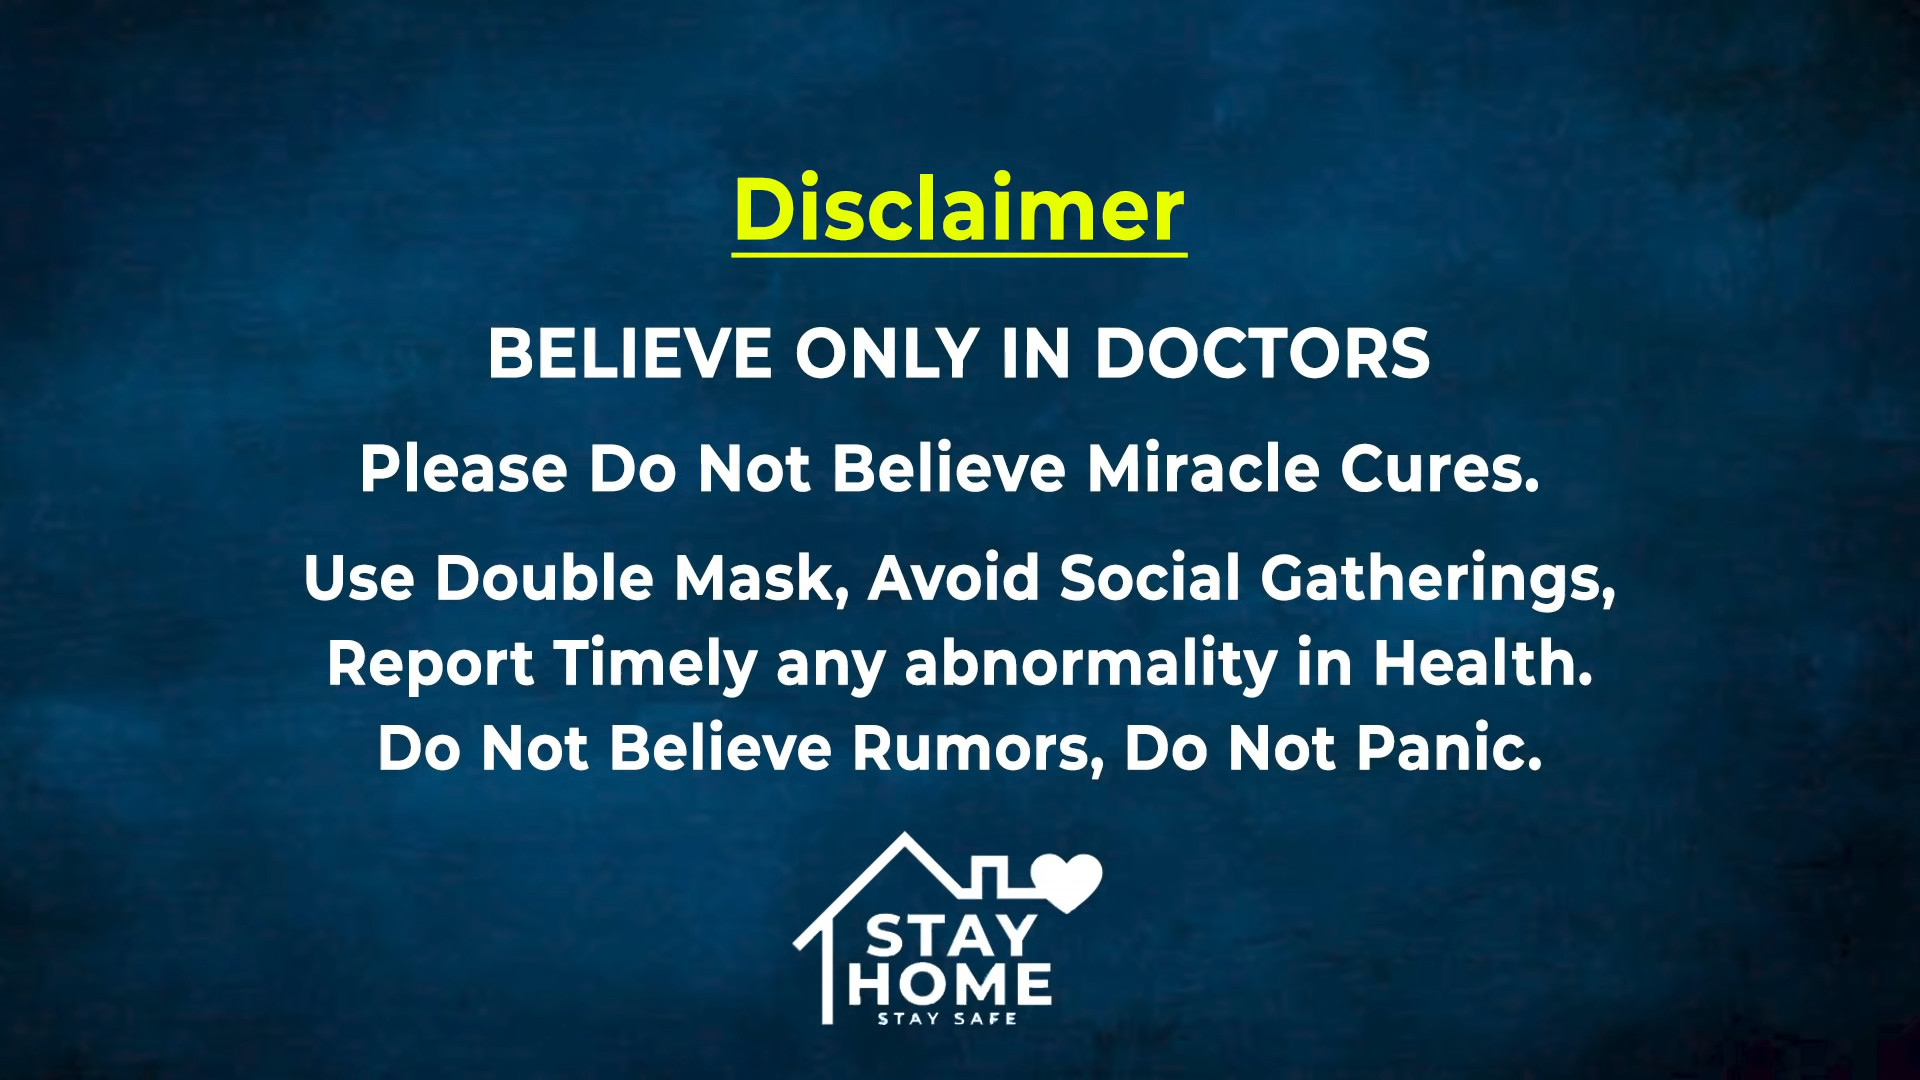 Disclaimer
BELIEVE ONLY IN DOCTORS
Please Do Not Believe Miracle Cures.
Use Double Mask, Avoid Social Gatherings,
Report Timely any abnormality in Health.
Do Not Believe Rumors, Do Not Panic.
STAY
HOME
STAY SAFE